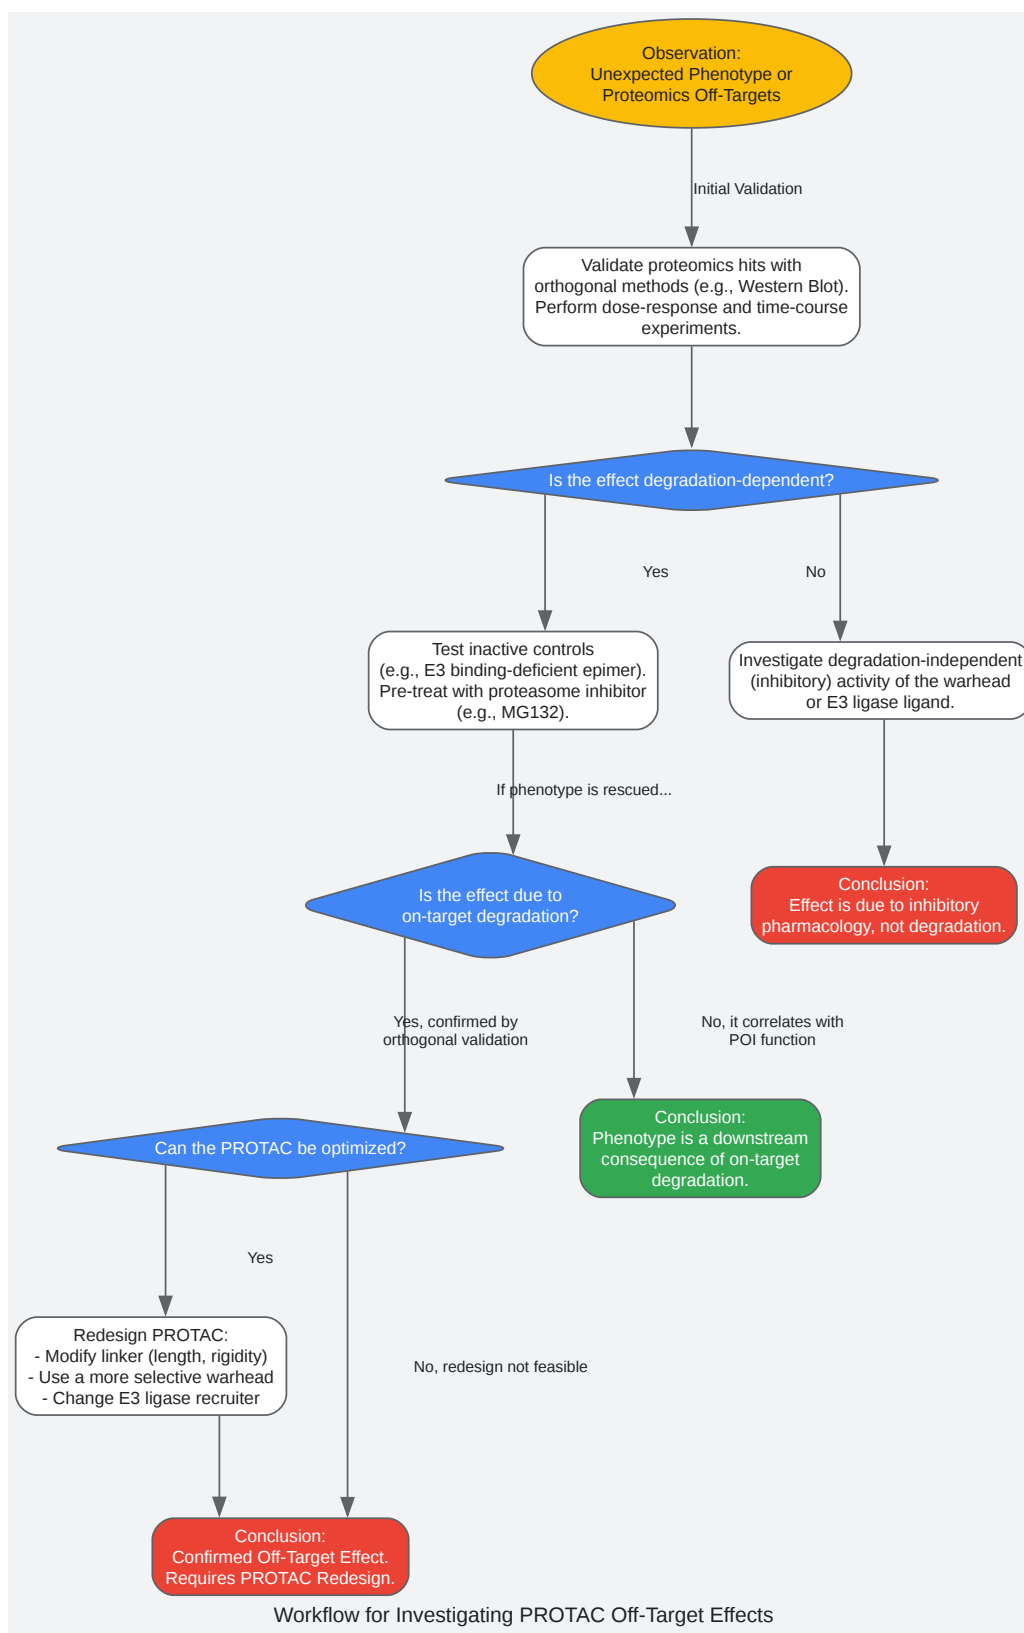 Observation:
Unexpected Phenotype or
Proteomics Off-Targets
Initial Validation
Validate proteomics hits with
orthogonal methods (e.g., Western Blot).
Perform dose-response and time-course
experiments.
Is the effect degradation-dependent?
Yes
No
Test inactive controls
(e.g., E3 binding-deficient epimer).
Pre-treat with proteasome inhibitor
(e.g., MG132).
Investigate degradation-independent
(inhibitory) activity of the warhead
or E3 ligase ligand.
If phenotype is rescued...
Is the effect due to
on-target degradation?
Conclusion:
Effect is due to inhibitory
pharmacology, not degradation.
Yes, confirmed by
orthogonal validation
No, it correlates with
POI function
Can the PROTAC be optimized?
Conclusion:
Phenotype is a downstream
consequence of on-target
degradation.
Yes
Redesign PROTAC:
- Modify linker (length, rigidity)
- Use a more selective warhead
- Change E3 ligase recruiter
No, redesign not feasible
Conclusion:
Confirmed Off-Target Effect.
Requires PROTAC Redesign.
Workflow for Investigating PROTAC Off-Target Effects